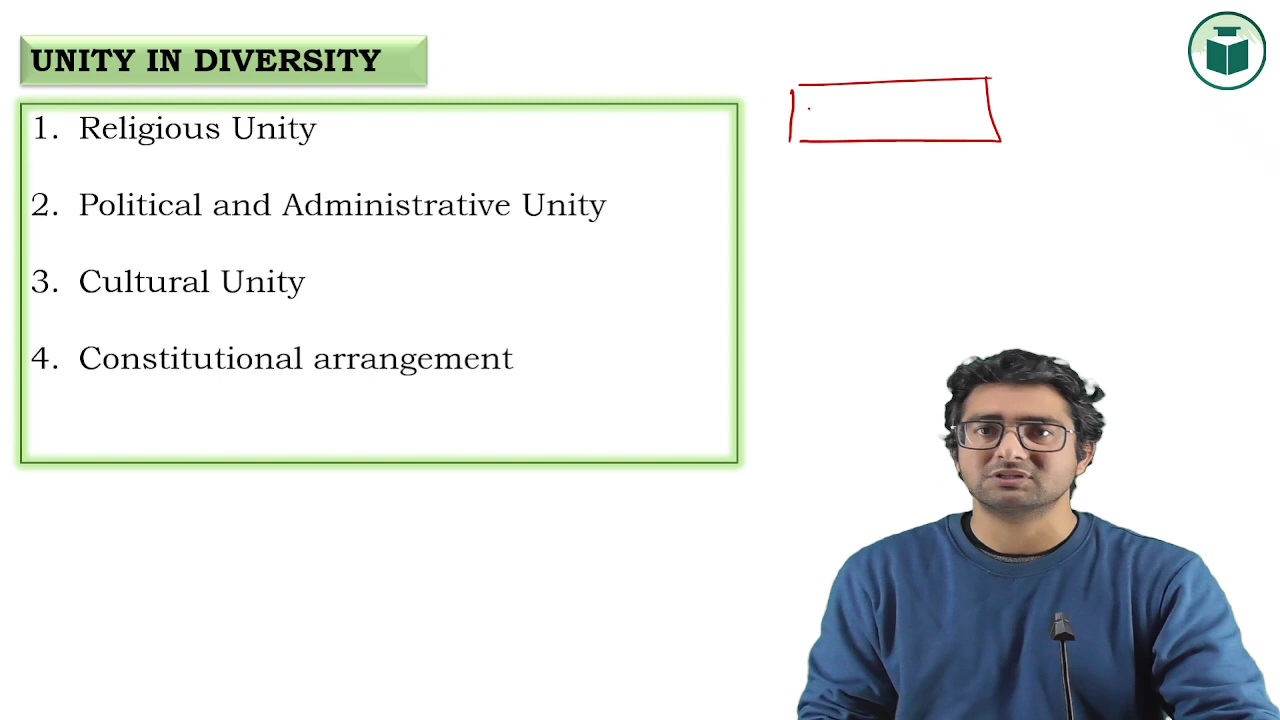 UNITY IN DIVERSITY
1. Religious Unity
2. Political and Administrative Unity
3. Cultural Unity
4. Constitutional arrangement